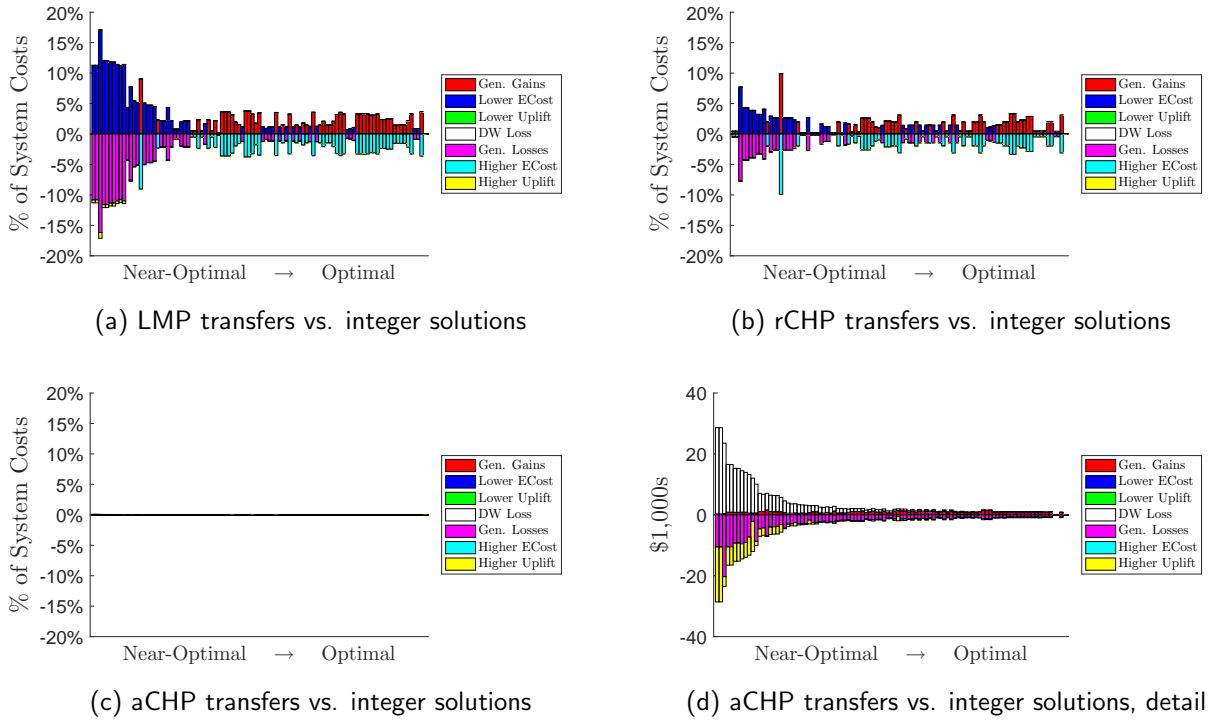 20%
15%
10%
5%
0%
-5%
-10%
-15%
-20%
% of System Costs
Near-Optimal → Optimal
Gen. Gains
Lower ECost
Lower Uplift
DW Loss
Gen. Losses
Higher ECost
Higher Uplift
(a) LMP transfers vs. integer solutions
20%
15%
10%
5%
0%
-5%
-10%
-15%
-20%
% of System Costs
Near-Optimal → Optimal
Gen. Gains
Lower ECost
Lower Uplift
DW Loss
Gen. Losses
Higher ECost
Higher Uplift
(b) rCHP transfers vs. integer solutions
20%
15%
10%
5%
0%
-5%
-10%
-15%
-20%
% of System Costs
Near-Optimal → Optimal
Gen. Gains
Lower ECost
Lower Uplift
DW Loss
Gen. Losses
Higher ECost
Higher Uplift
(c) aCHP transfers vs. integer solutions
40
20
0
-20
-40
$1,000s
Near-Optimal → Optimal
Gen. Gains
Lower ECost
Lower Uplift
DW Loss
Gen. Losses
Higher ECost
Higher Uplift
(d) aCHP transfers vs. integer solutions, detail